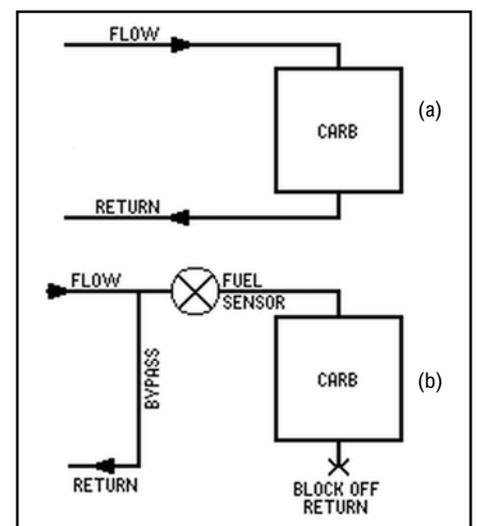 FLOW
CARB
(a)
RETURN
FLOW
FUEL
SENSOR
BYPASS
CARB
(b)
RETURN
BLOCK OFF
RETURN